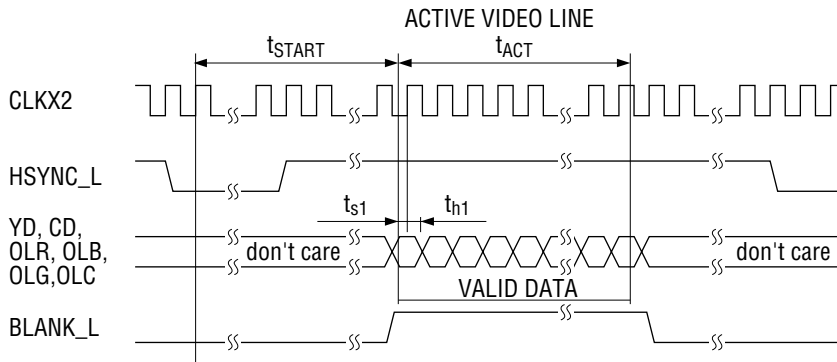 ACTIVE VIDEO LINE
tSTART
tACT
CLKX2
HSYNC_L
ts1
th1
YD, CD,
OLR, OLB,
OLG,OLC
don't care
don't care
VALID DATA
BLANK_L